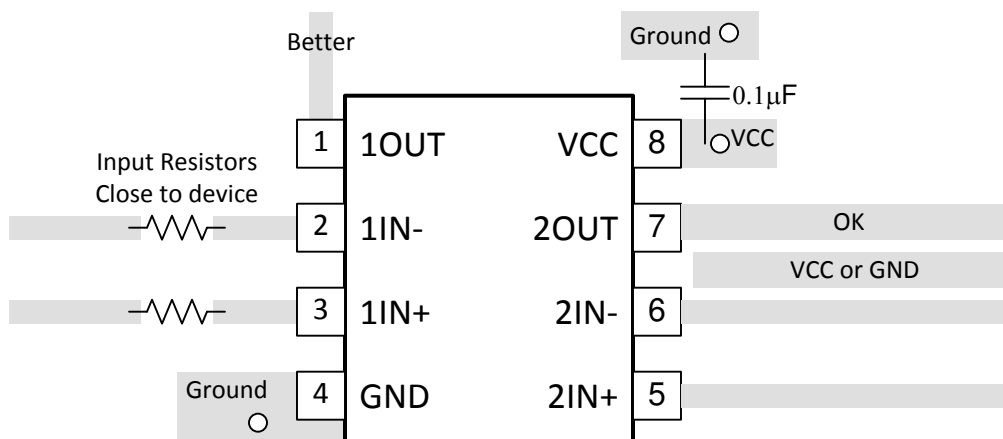 Better
Ground
0.1µF
1 1OUT VCC 8 VCC
Input Resistors
Close to device
2 1IN- 2OUT 7 OK
VCC or GND
3 1IN+ 2IN- 6
Ground
4 GND 2IN+ 5